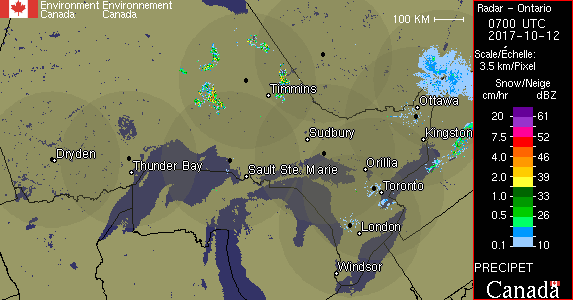 Environment Environnement
Canada Canada
100 KM
Timmins
Ottawa
Sudbury
Kingston
Dryden
Thunder Bay
Sault Ste. Marie
Orillia
Toronto
London
Windsor
Radar - Ontario
0700 UTC
2017-10-12
Scale/Échelle:
3.5 km/Pixel
Snow/Neige
cm/hr dBZ
20 61
7.5 52
4.0 46
2.0 39
1.0 33
0.5 26
0.1 10
PRECIPET
Canada